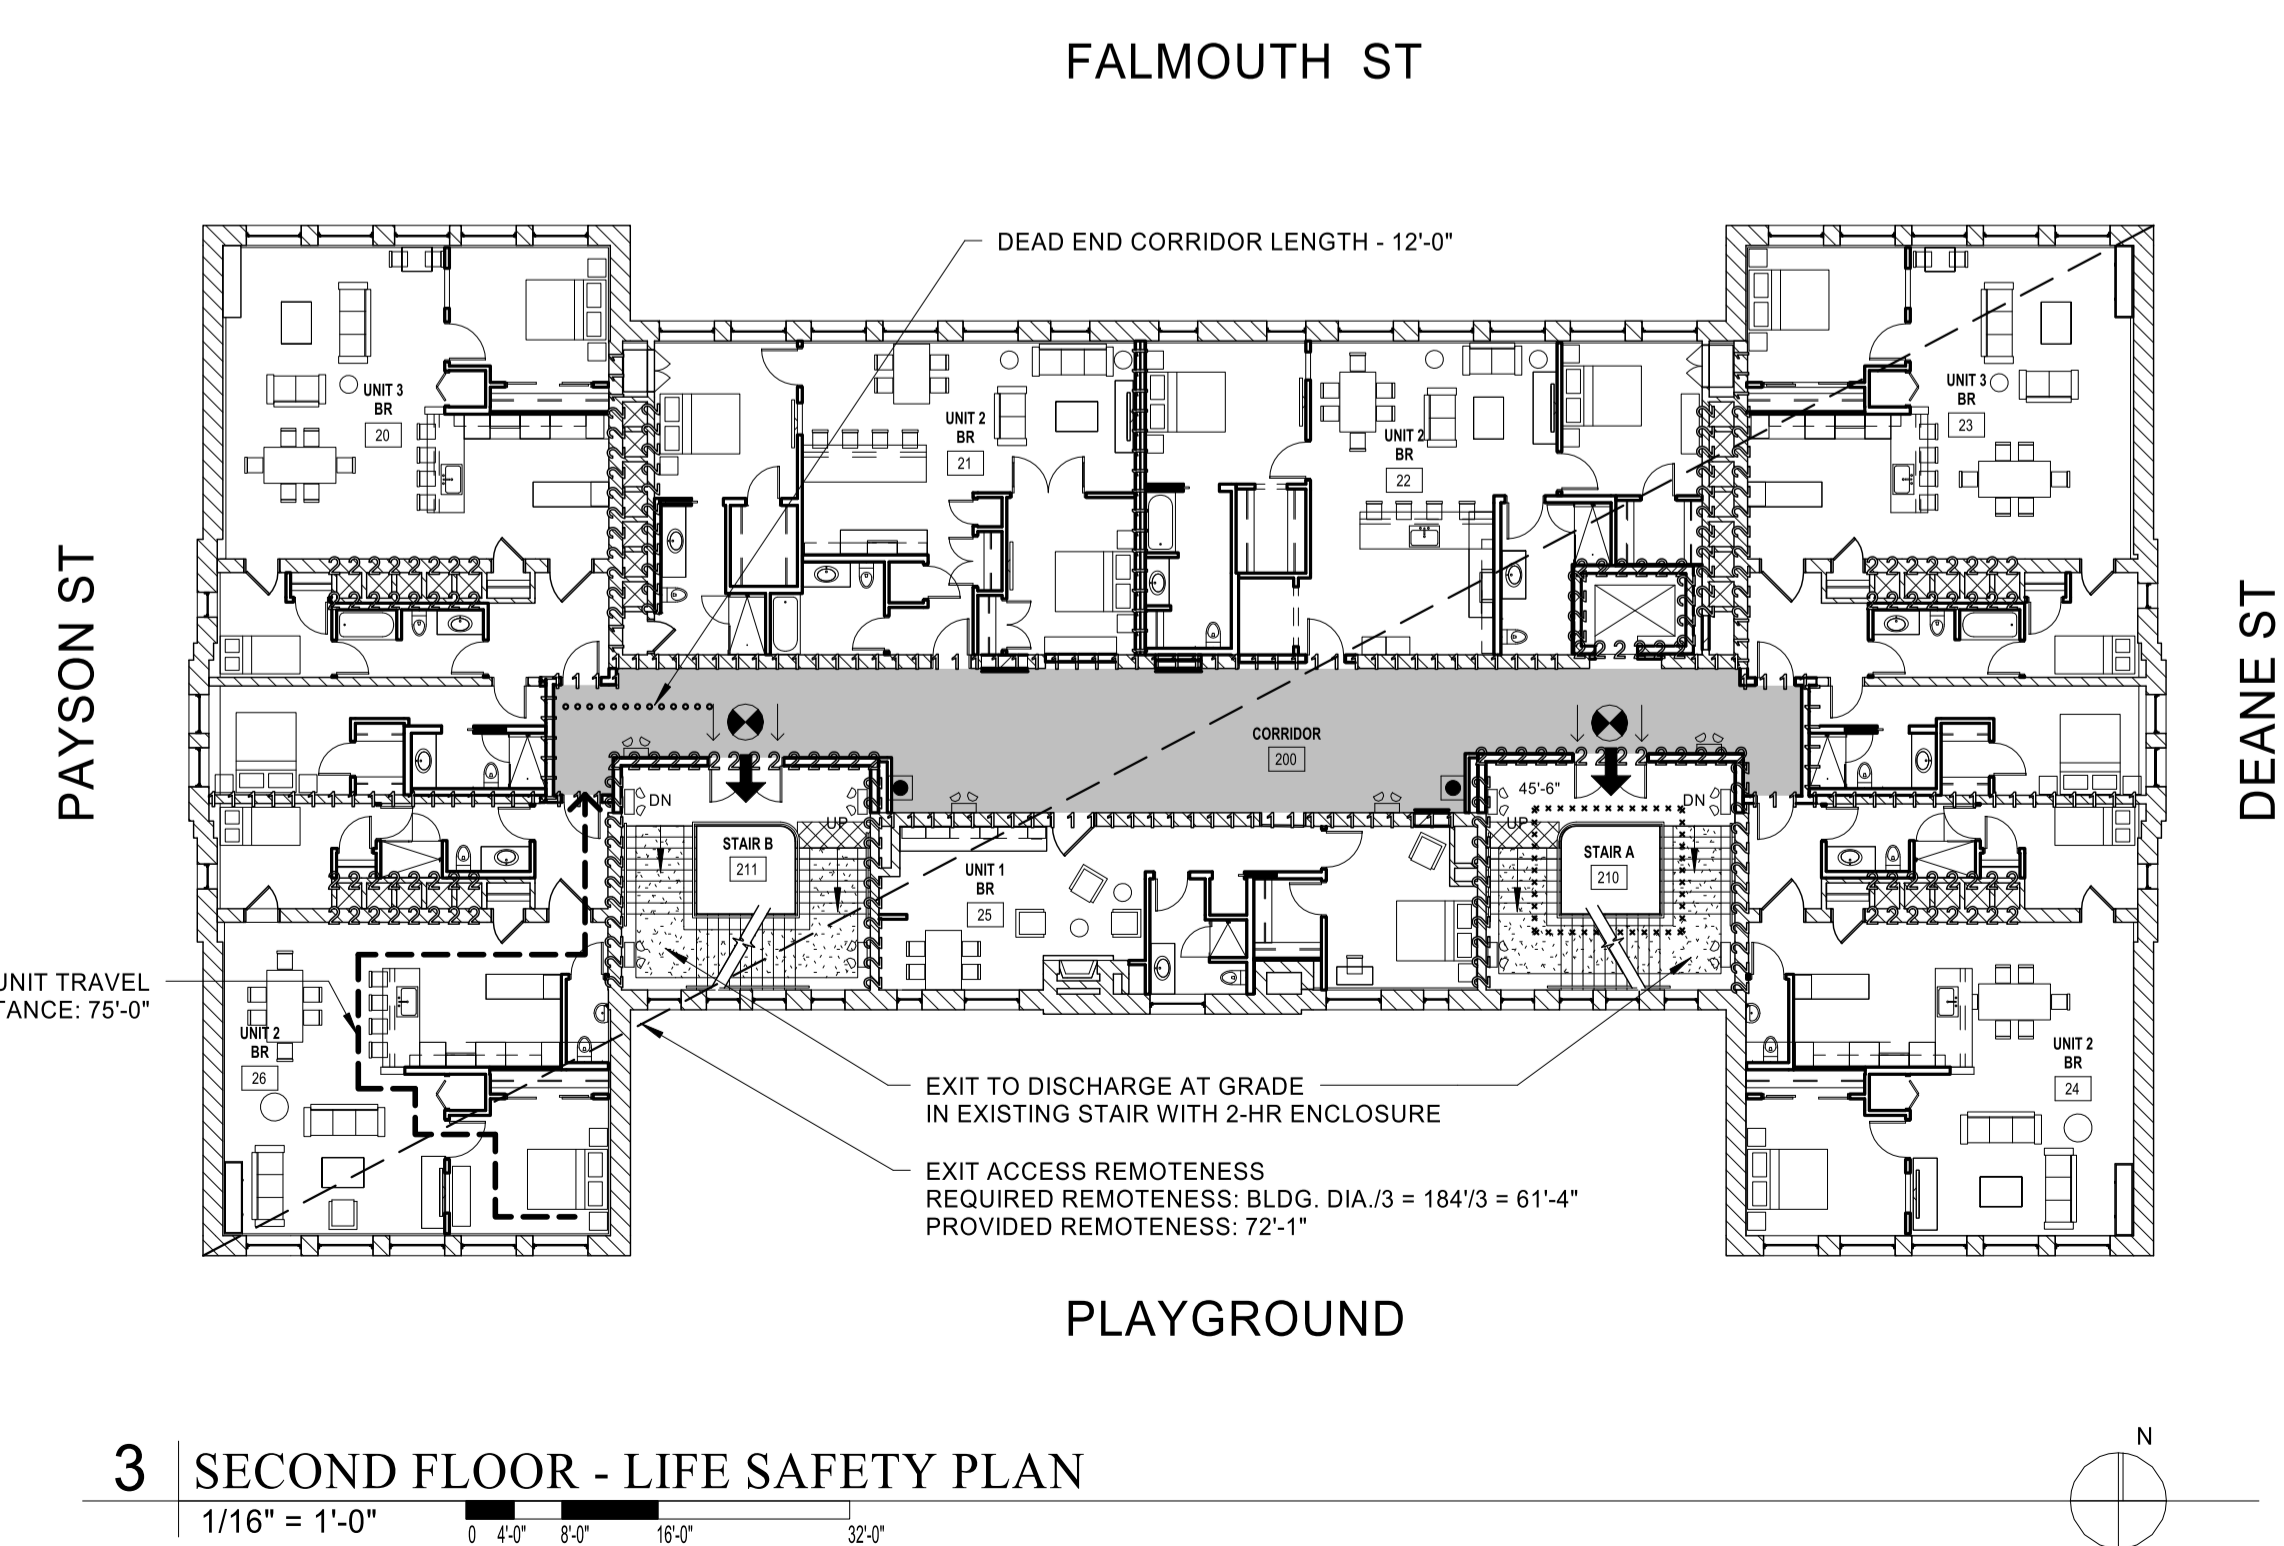 FALMOUTH ST
DEAD END CORRIDOR LENGTH - 12'-0"
UNIT 3
BR
20
UNIT 2
BR
21
UNIT 2
BR
22
UNIT 3
BR
23
PAYSON ST
DEANE ST
CORRIDOR
200
DN
UP
STAIR B
211
UNIT 1
BR
25
45'-6"
DN
UP
STAIR A
210
UNIT TRAVEL
TANCE: 75'-0"
UNIT 2
BR
26
UNIT 2
BR
24
EXIT TO DISCHARGE AT GRADE
IN EXISTING STAIR WITH 2-HR ENCLOSURE
EXIT ACCESS REMOTENESS
REQUIRED REMOTENESS: BLDG. DIA./3 = 184'/3 = 61'-4"
PROVIDED REMOTENESS: 72'-1"
PLAYGROUND
3
SECOND FLOOR - LIFE SAFETY PLAN
1/16" = 1'-0"
0 4'-0" 8'-0" 16'-0" 32'-0"
N